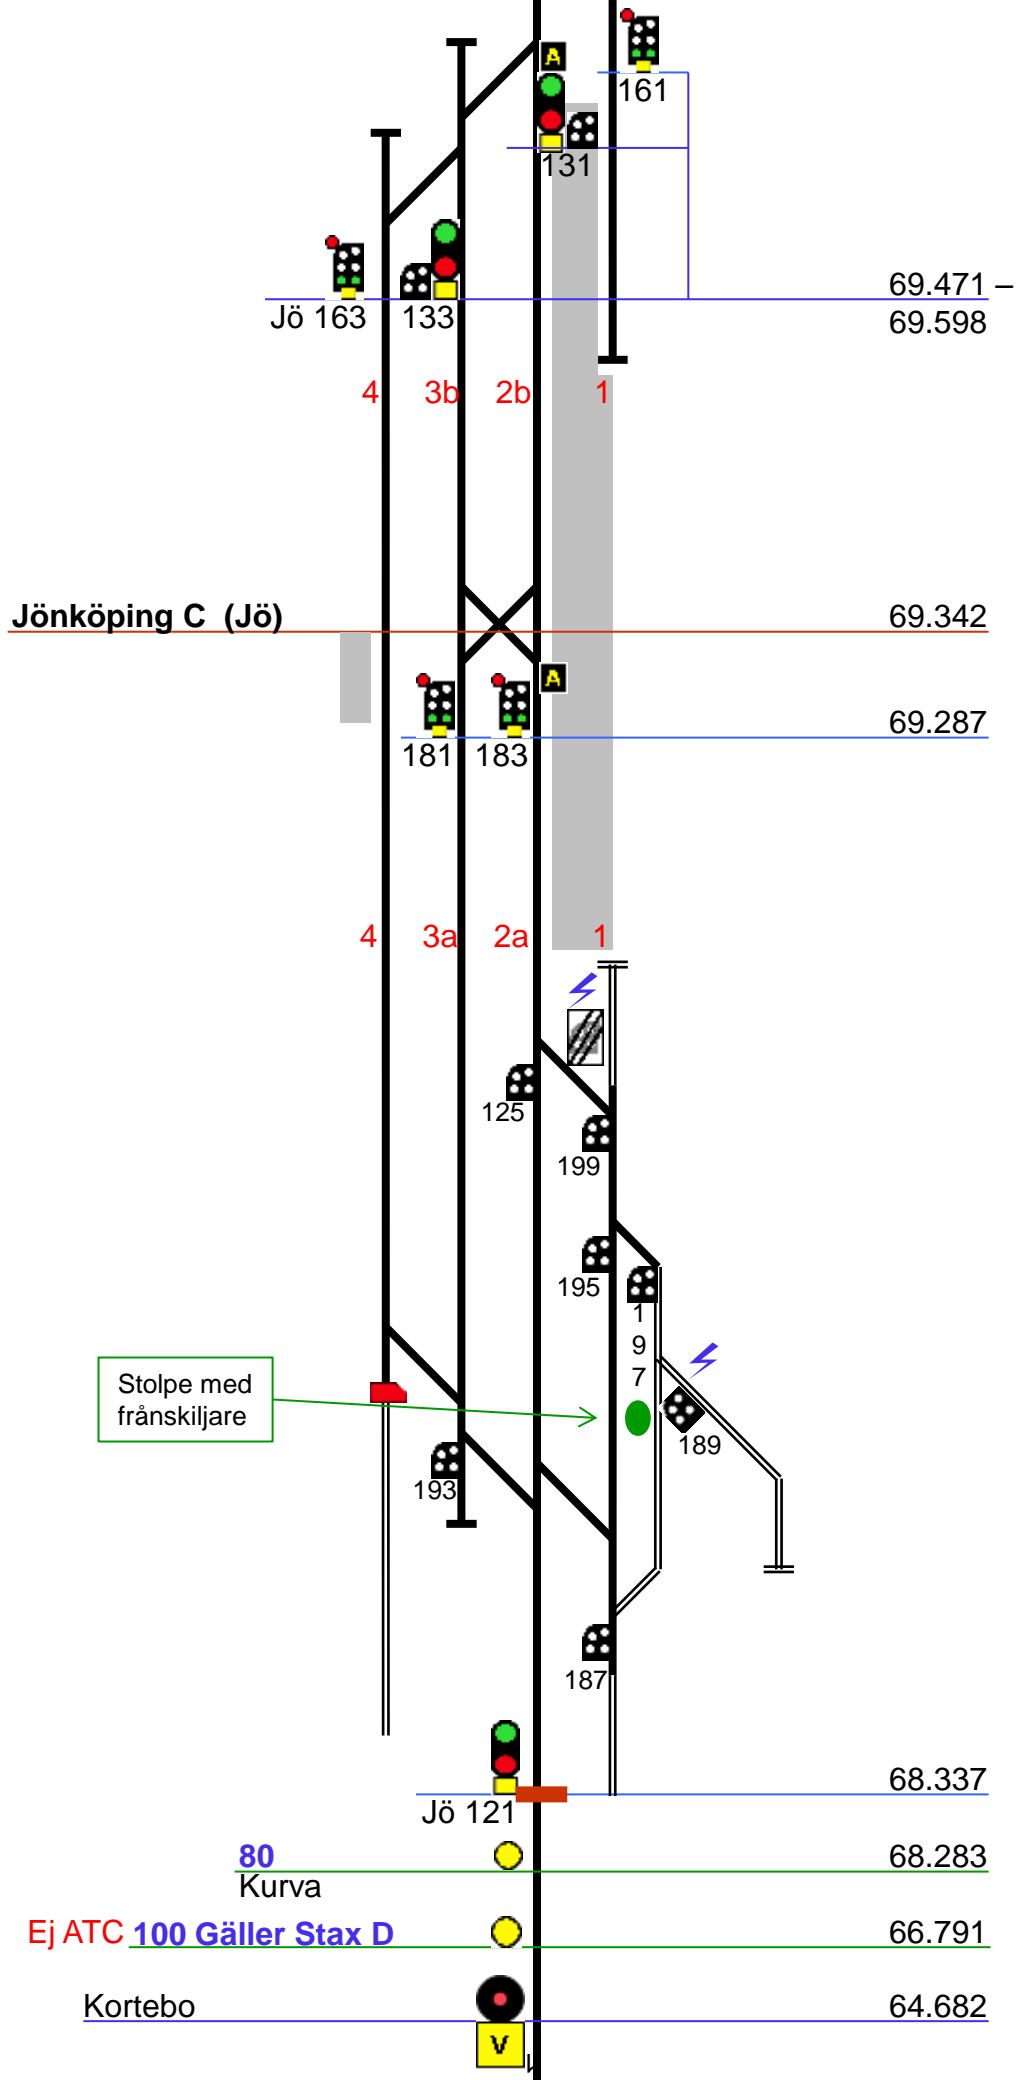 A
161
131
69.471 –
Jö 163
133
69.598
4
3b
2b
1
Jönköping C (Jö)
69.342
A
69.287
181
183
4
3a
2a
1
125
199
195
1
9
7
Stolpe med
frånskiljare
189
193
187
68.337
Jö 121
80
68.283
Kurva
Ej ATC 100 Gäller Stax D
66.791
Kortebo
64.682
V